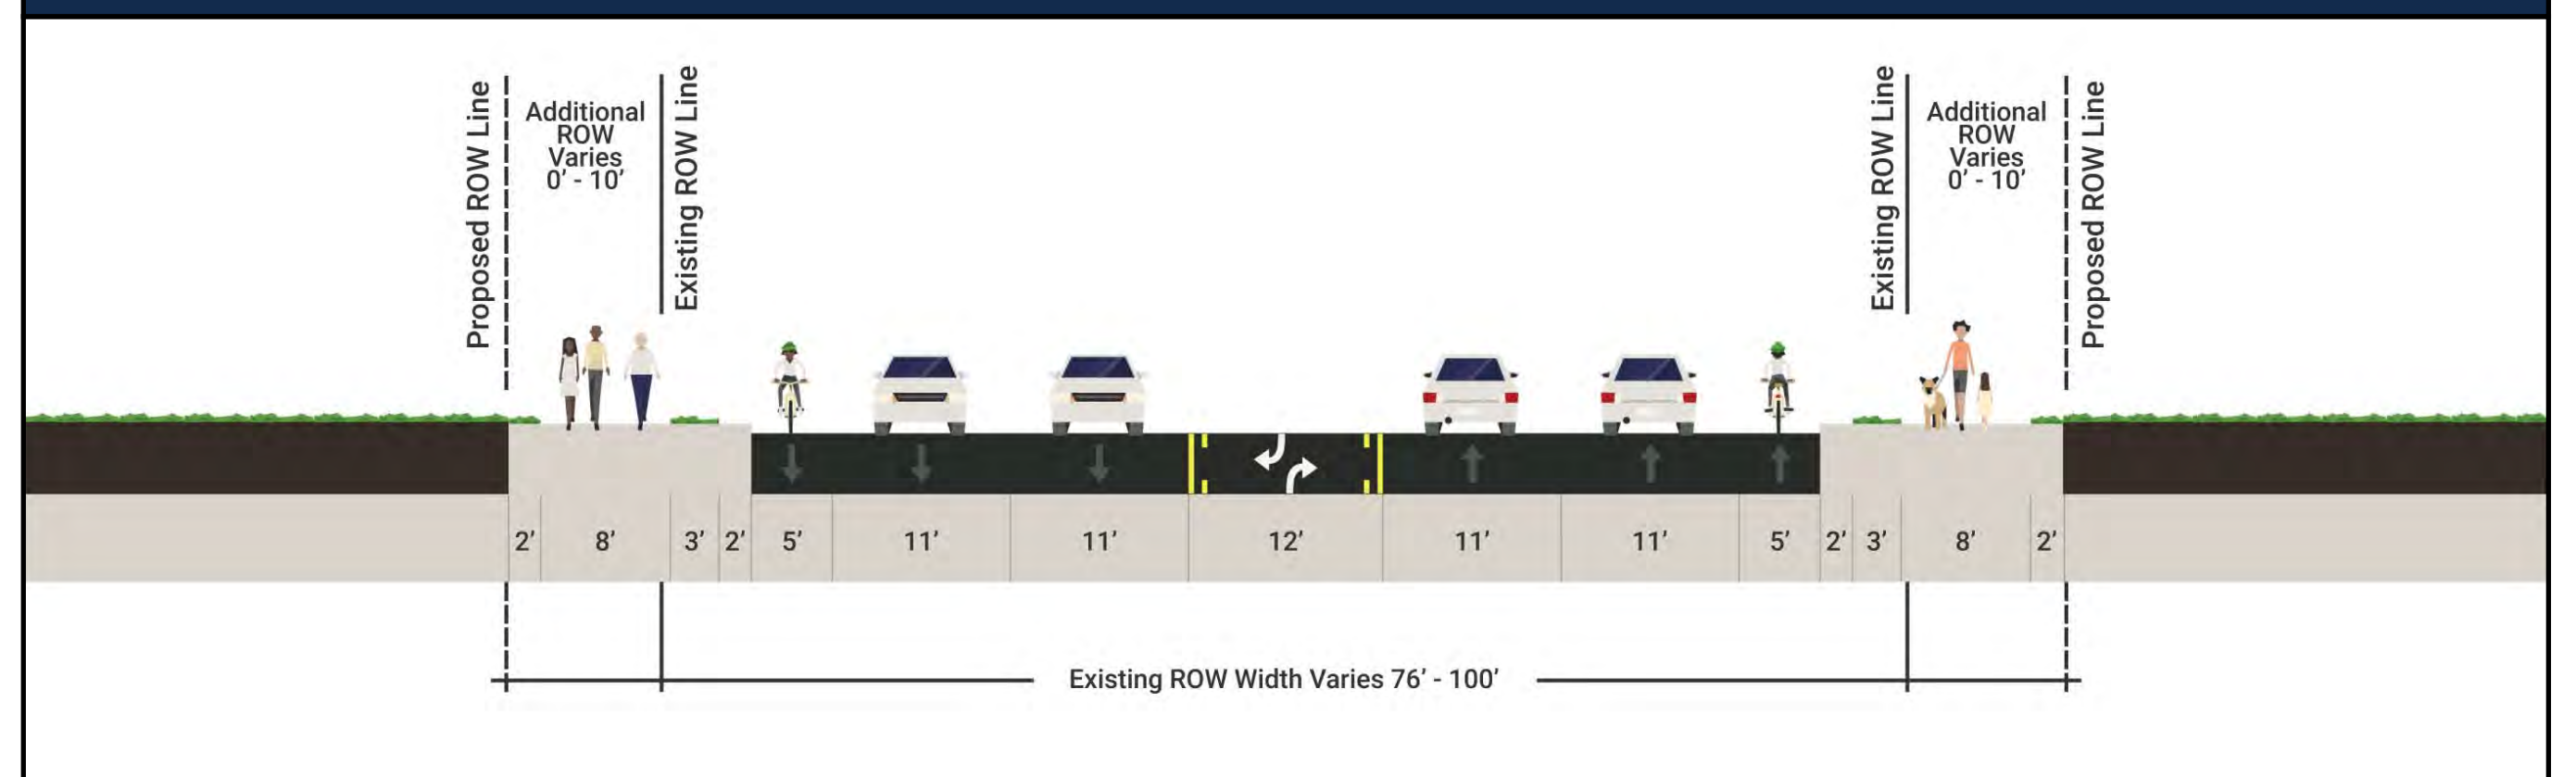 Proposed ROW Line
Additional
ROW
Varies
0’ - 10’
Existing ROW Line
Existing ROW Line
Additional
ROW
Varies
0’ - 10’
Proposed ROW Line
2’ 8’ 3’ 2’ 5’ 11’ 11’ 12’ 11’ 11’ 5’ 2’ 3’ 8’ 2’
Existing ROW Width Varies 76’ - 100’